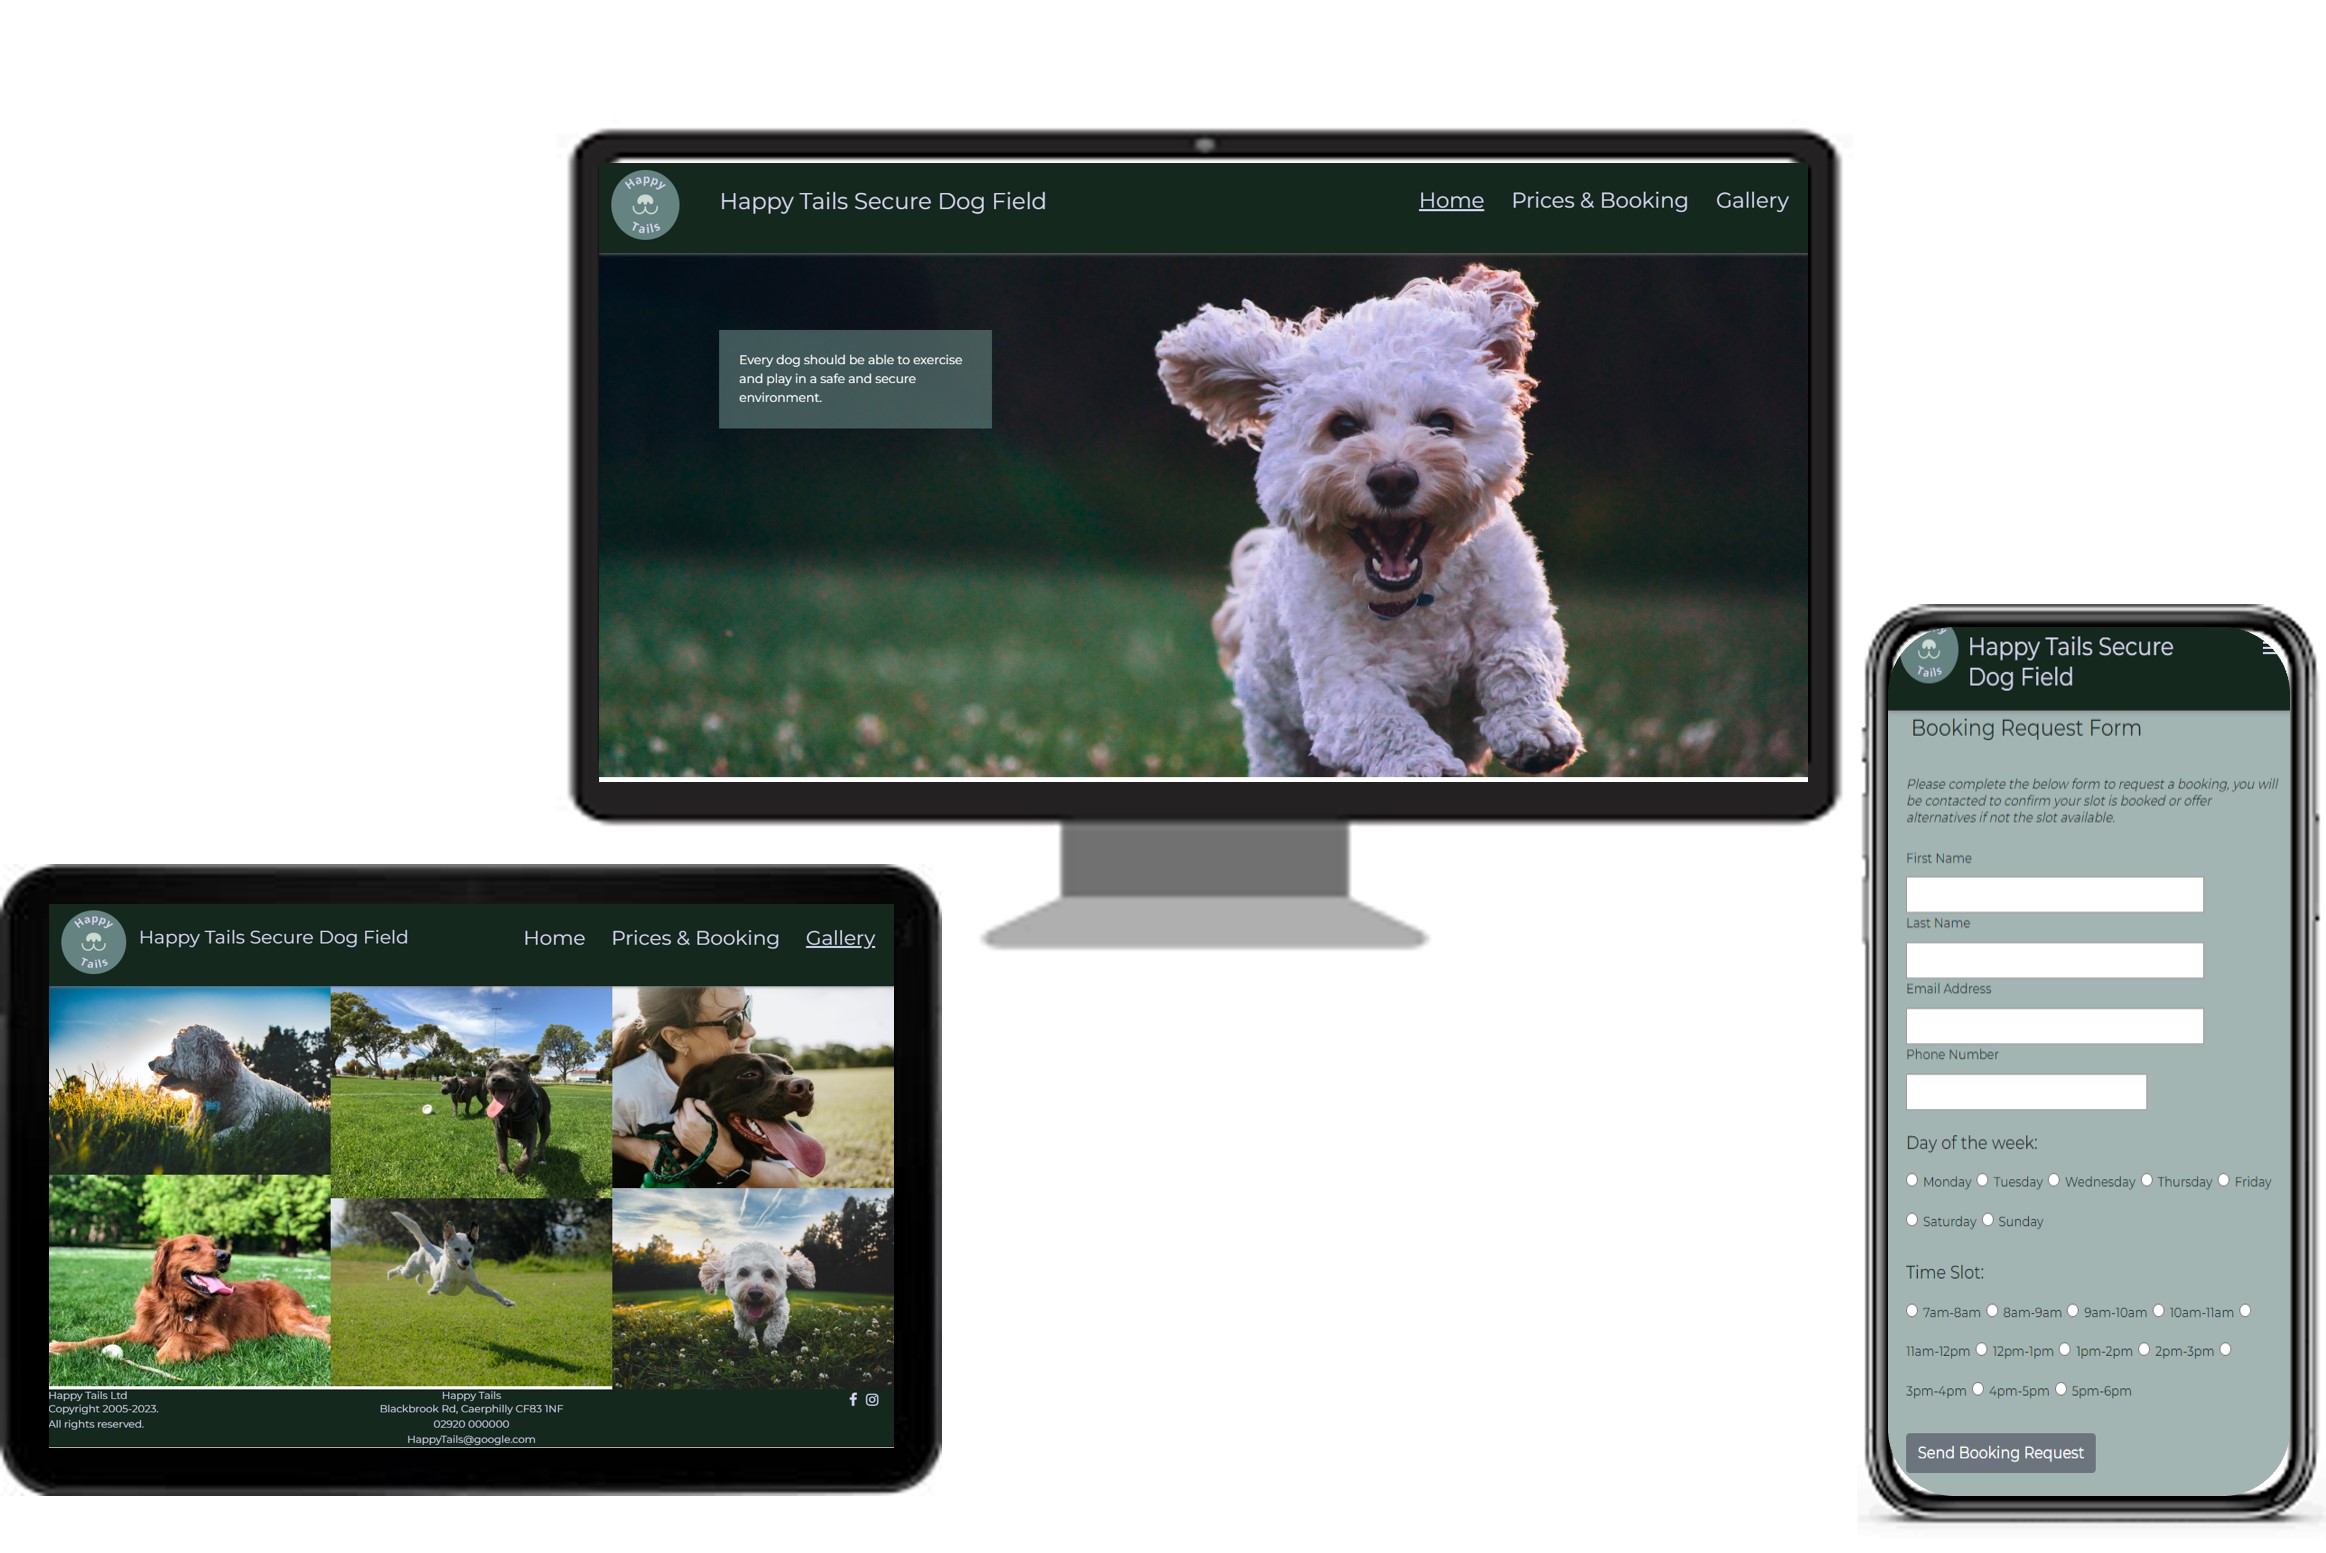 Happy
Tails
Happy Tails Secure Dog Field
Home Prices & Booking Gallery
Every dog should be able to exercise
and play in a safe and secure
environment.
Happy
Tails
Happy Tails Secure Dog Field
Home Prices & Booking Gallery
Happy Tails Ltd
Copyright 2005-2023.
All rights reserved.
Happy Tails
Blackbrook Rd, Caerphilly CF83 1NF
02920 000000
HappyTails@google.com
Tails
Happy Tails Secure
Dog Field
Booking Request Form
Please complete the below form to request a booking, you will
be contacted to confirm your slot is booked or offer
alternatives if not the slot available.
First Name
Last Name
Email Address
Phone Number
Day of the week:
Monday Tuesday Wednesday Thursday Friday
Saturday Sunday
Time Slot:
7am-8am 8am-9am 9am-10am 10am-11am
11am-12pm 12pm-1pm 1pm-2pm 2pm-3pm
3pm-4pm 4pm-5pm 5pm-6pm
Send Booking Request